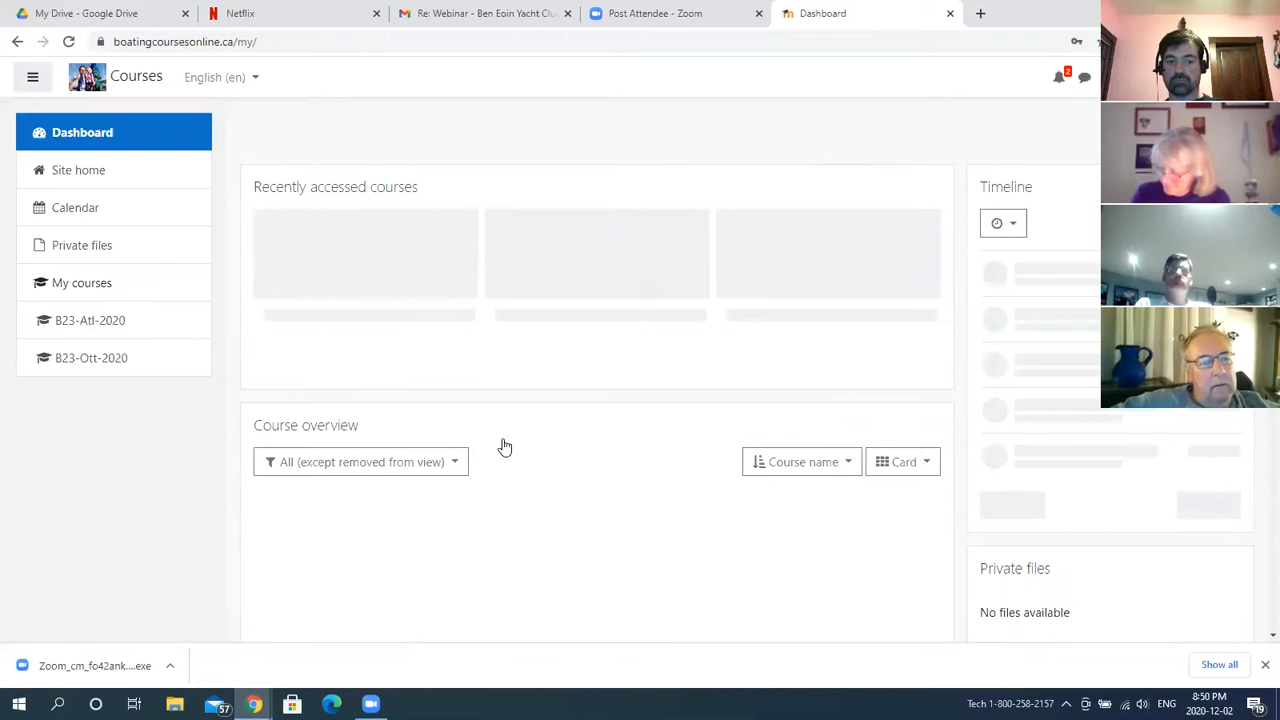 My Drive - Google Drive
Netflix
Re: Webinar - Ben Eoin Yacht Clu
Post Attendee - Zoom
Dashboard
boatingcoursesonline.ca/my/
Courses
English (en)
2
Dashboard
Site home
Calendar
Private files
My courses
B23-Atl-2020
B23-Ott-2020
Recently accessed courses
Timeline
Course overview
All (except removed from view)
Course name
Card
Private files
No files available
Zoom_cm_fo42ank....exe
Show all
57
Tech 1-800-258-2157
ENG
8:50 PM
2020-12-02
19